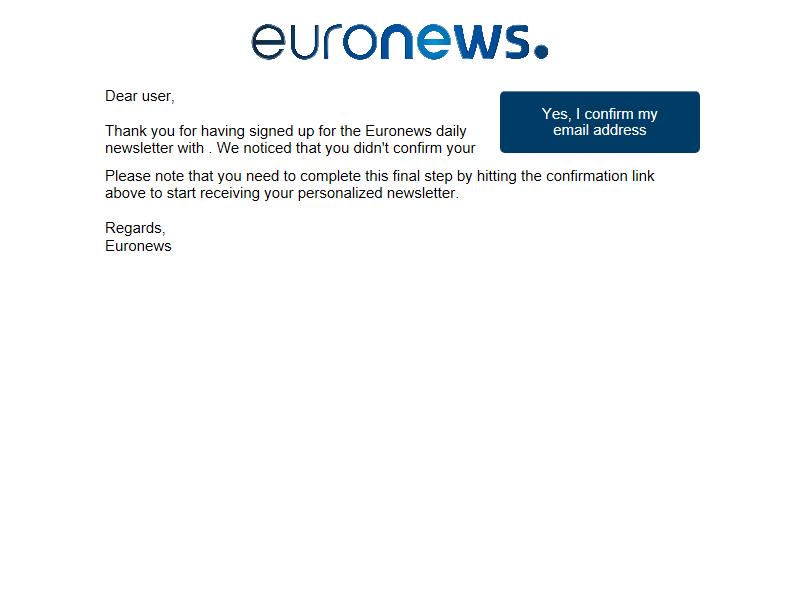 euronews.
Dear user,
Yes, I confirm my
email address
Thank you for having signed up for the Euronews daily
newsletter with . We noticed that you didn't confirm your
Please note that you need to complete this final step by hitting the confirmation link
above to start receiving your personalized newsletter.
Regards,
Euronews